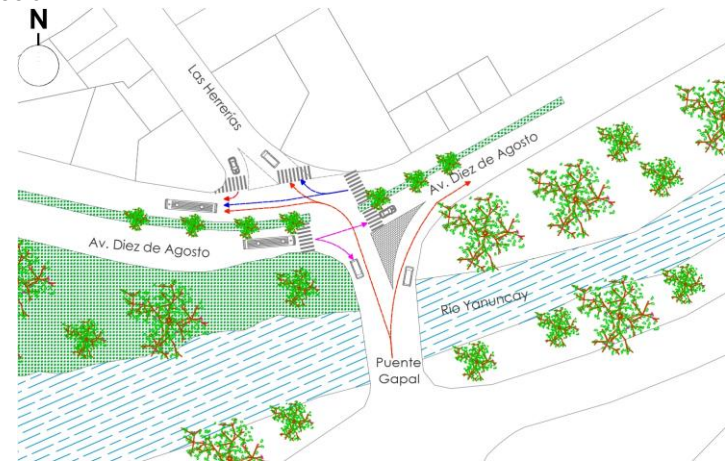 N
Las Herrerías
Av. Diez de Agosto
Av. Diez de Agosto
Río Yanuncay
Puente
Gapal